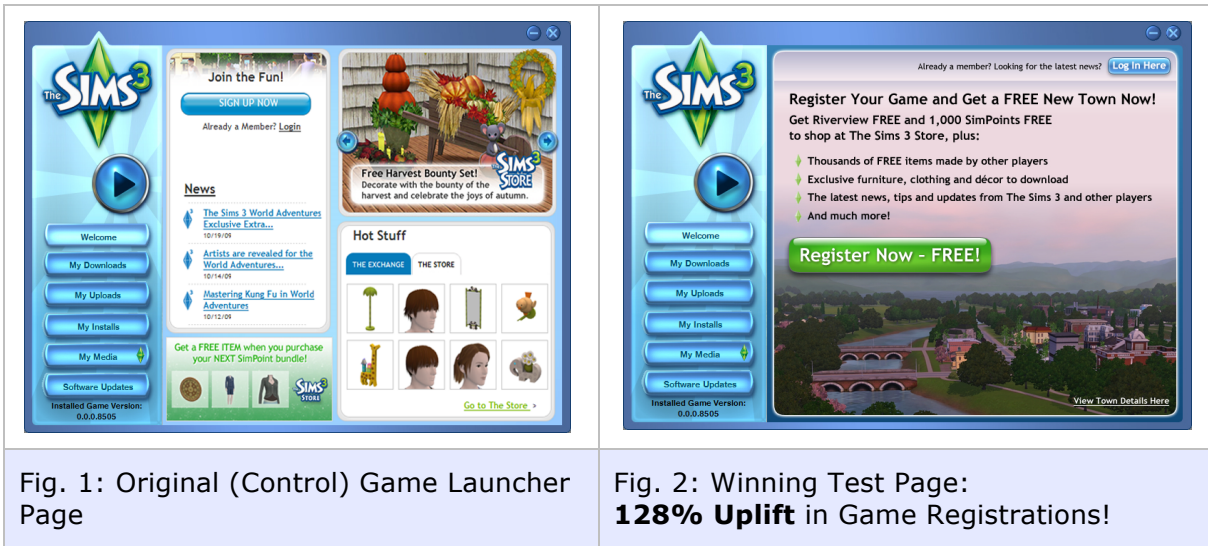 The SIMS 3
Welcome
My Downloads
My Uploads
My Installs
My Media
Software Updates
Installed Game Version:
0.0.0.8505
Join the Fun!
SIGN UP NOW
Already a Member? Login
News
The Sims 3 World Adventures
Exclusive Extra...
10/19/09
Artists are revealed for the
World Adventures...
10/14/09
Mastering Kung Fu in World
Adventures
10/12/09
Get a FREE ITEM when you purchase
your NEXT SimPoint bundle!
The SIMS 3
STORE
Free Harvest Bounty Set!
Decorate with the bounty of the
harvest and celebrate the joys of autumn.
The SIMS 3
STORE
Hot Stuff
THE EXCHANGE THE STORE
Go to The Store >
Fig. 1: Original (Control) Game Launcher
Page
The SIMS 3
Welcome
My Downloads
My Uploads
My Installs
My Media
Software Updates
Installed Game Version:
0.0.0.8505
Already a member? Looking for the latest news? Log In Here
Register Your Game and Get a FREE New Town Now!
Get Riverview FREE and 1,000 SimPoints FREE
to shop at The Sims 3 Store, plus:
Thousands of FREE items made by other players
Exclusive furniture, clothing and décor to download
The latest news, tips and updates from The Sims 3 and other players
And much more!
Register Now – FREE!
View Town Details Here
Fig. 2: Winning Test Page:
128% Uplift in Game Registrations!